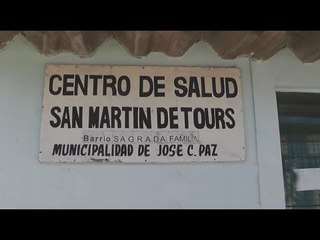 CENTRO DE SALUD
SAN MARTIN DE TOURS
Barrio SAGRADA FAMILIA
MUNICIPALIDAD DE JOSE C. PAZ